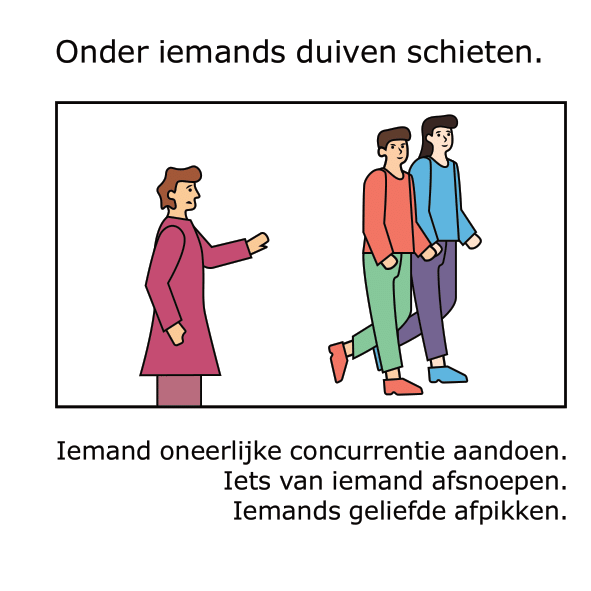 Onder iemands duiven schieten.
Iemand oneerlijke concurrentie aandoen.
Iets van iemand afsnoepen.
Iemands geliefde afpikken.